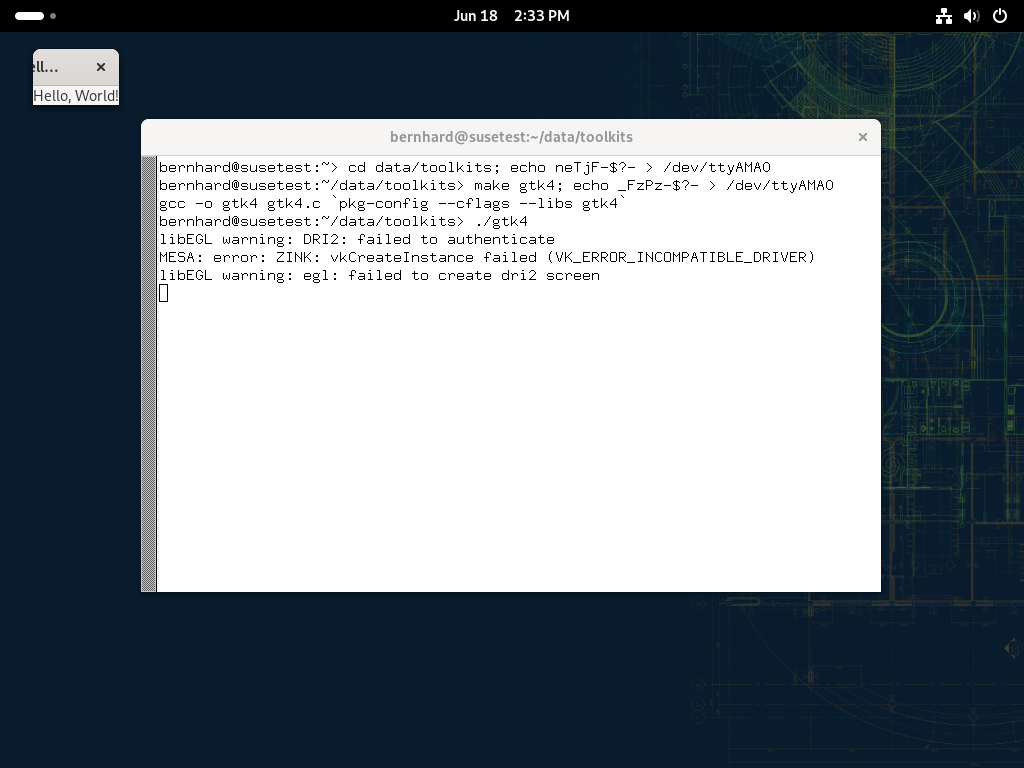 Jun 18 2:33 PM
ell...
Hello, World!
bernhard@susetest:~/data/toolkits
bernhard@susetest:~> cd data/toolkits; echo neTjF-$?- > /dev/ttyAMA0
bernhard@susetest:~/data/toolkits> make gtk4; echo _FzPz-$?- > /dev/ttyAMA0
gcc -o gtk4 gtk4.c `pkg-config --cflags --libs gtk4`
bernhard@susetest:~/data/toolkits> ./gtk4
libEGL warning: DRI2: failed to authenticate
MESA: error: ZINK: vkCreateInstance failed (VK_ERROR_INCOMPATIBLE_DRIVER)
libEGL warning: egl: failed to create dri2 screen